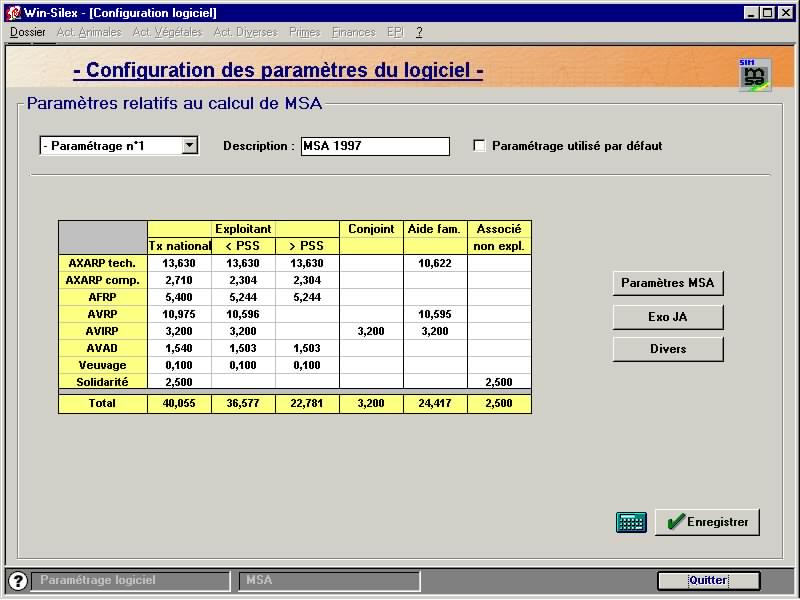 Win-Silex - [Configuration logiciel]
Dossier Act. Animales Act. Végétales Act. Diverses Primes Finances EPI ?
- Configuration des paramètres du logiciel -
SIM msa
Paramètres relatifs au calcul de MSA
- Paramétrage n°1 Description : MSA 1997 Paramétrage utilisé par défaut
Exploitant Conjoint Aide fam. Associé
Tx national < PSS > PSS non expl.
AXARP tech. 13,630 13,630 13,630 10,622
AXARP comp. 2,710 2,304 2,304
AFRP 5,400 5,244 5,244
AVRP 10,975 10,596 10,595
AVIRP 3,200 3,200 3,200 3,200
AVAD 1,540 1,503 1,503
Veuvage 0,100 0,100 0,100
Solidarité 2,500 2,500
Total 40,055 36,577 22,781 3,200 24,417 2,500
Paramètres MSA
Exo JA
Divers
Enregistrer
? Paramétrage logiciel MSA Quitter